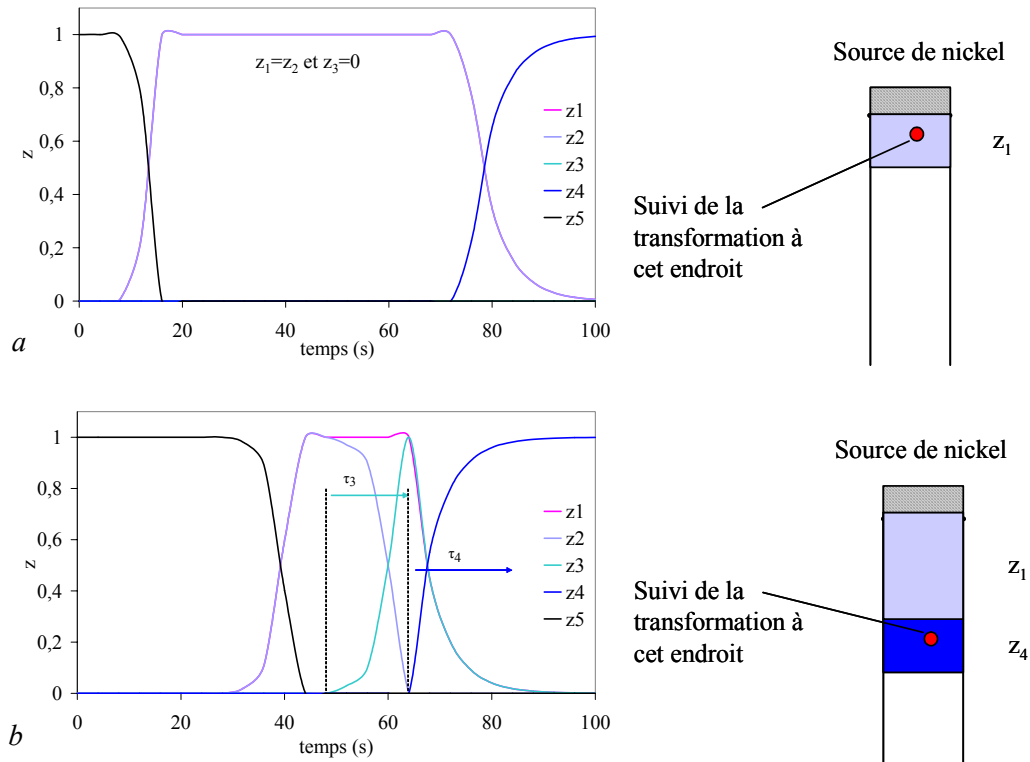 1
0,8
0,6
0,4
0,2
0
z
z₁=z₂ et z₃=0
z1
z2
z3
z4
z5
0
20
40
60
80
100
temps (s)
a
Source de nickel
z₁
Suivi de la
transformation à
cet endroit
1
0,8
0,6
0,4
0,2
0
z
τ₃
τ₄
z1
z2
z3
z4
z5
0
20
40
60
80
100
temps (s)
b
Source de nickel
z₁
Suivi de la
transformation à
cet endroit
z₄